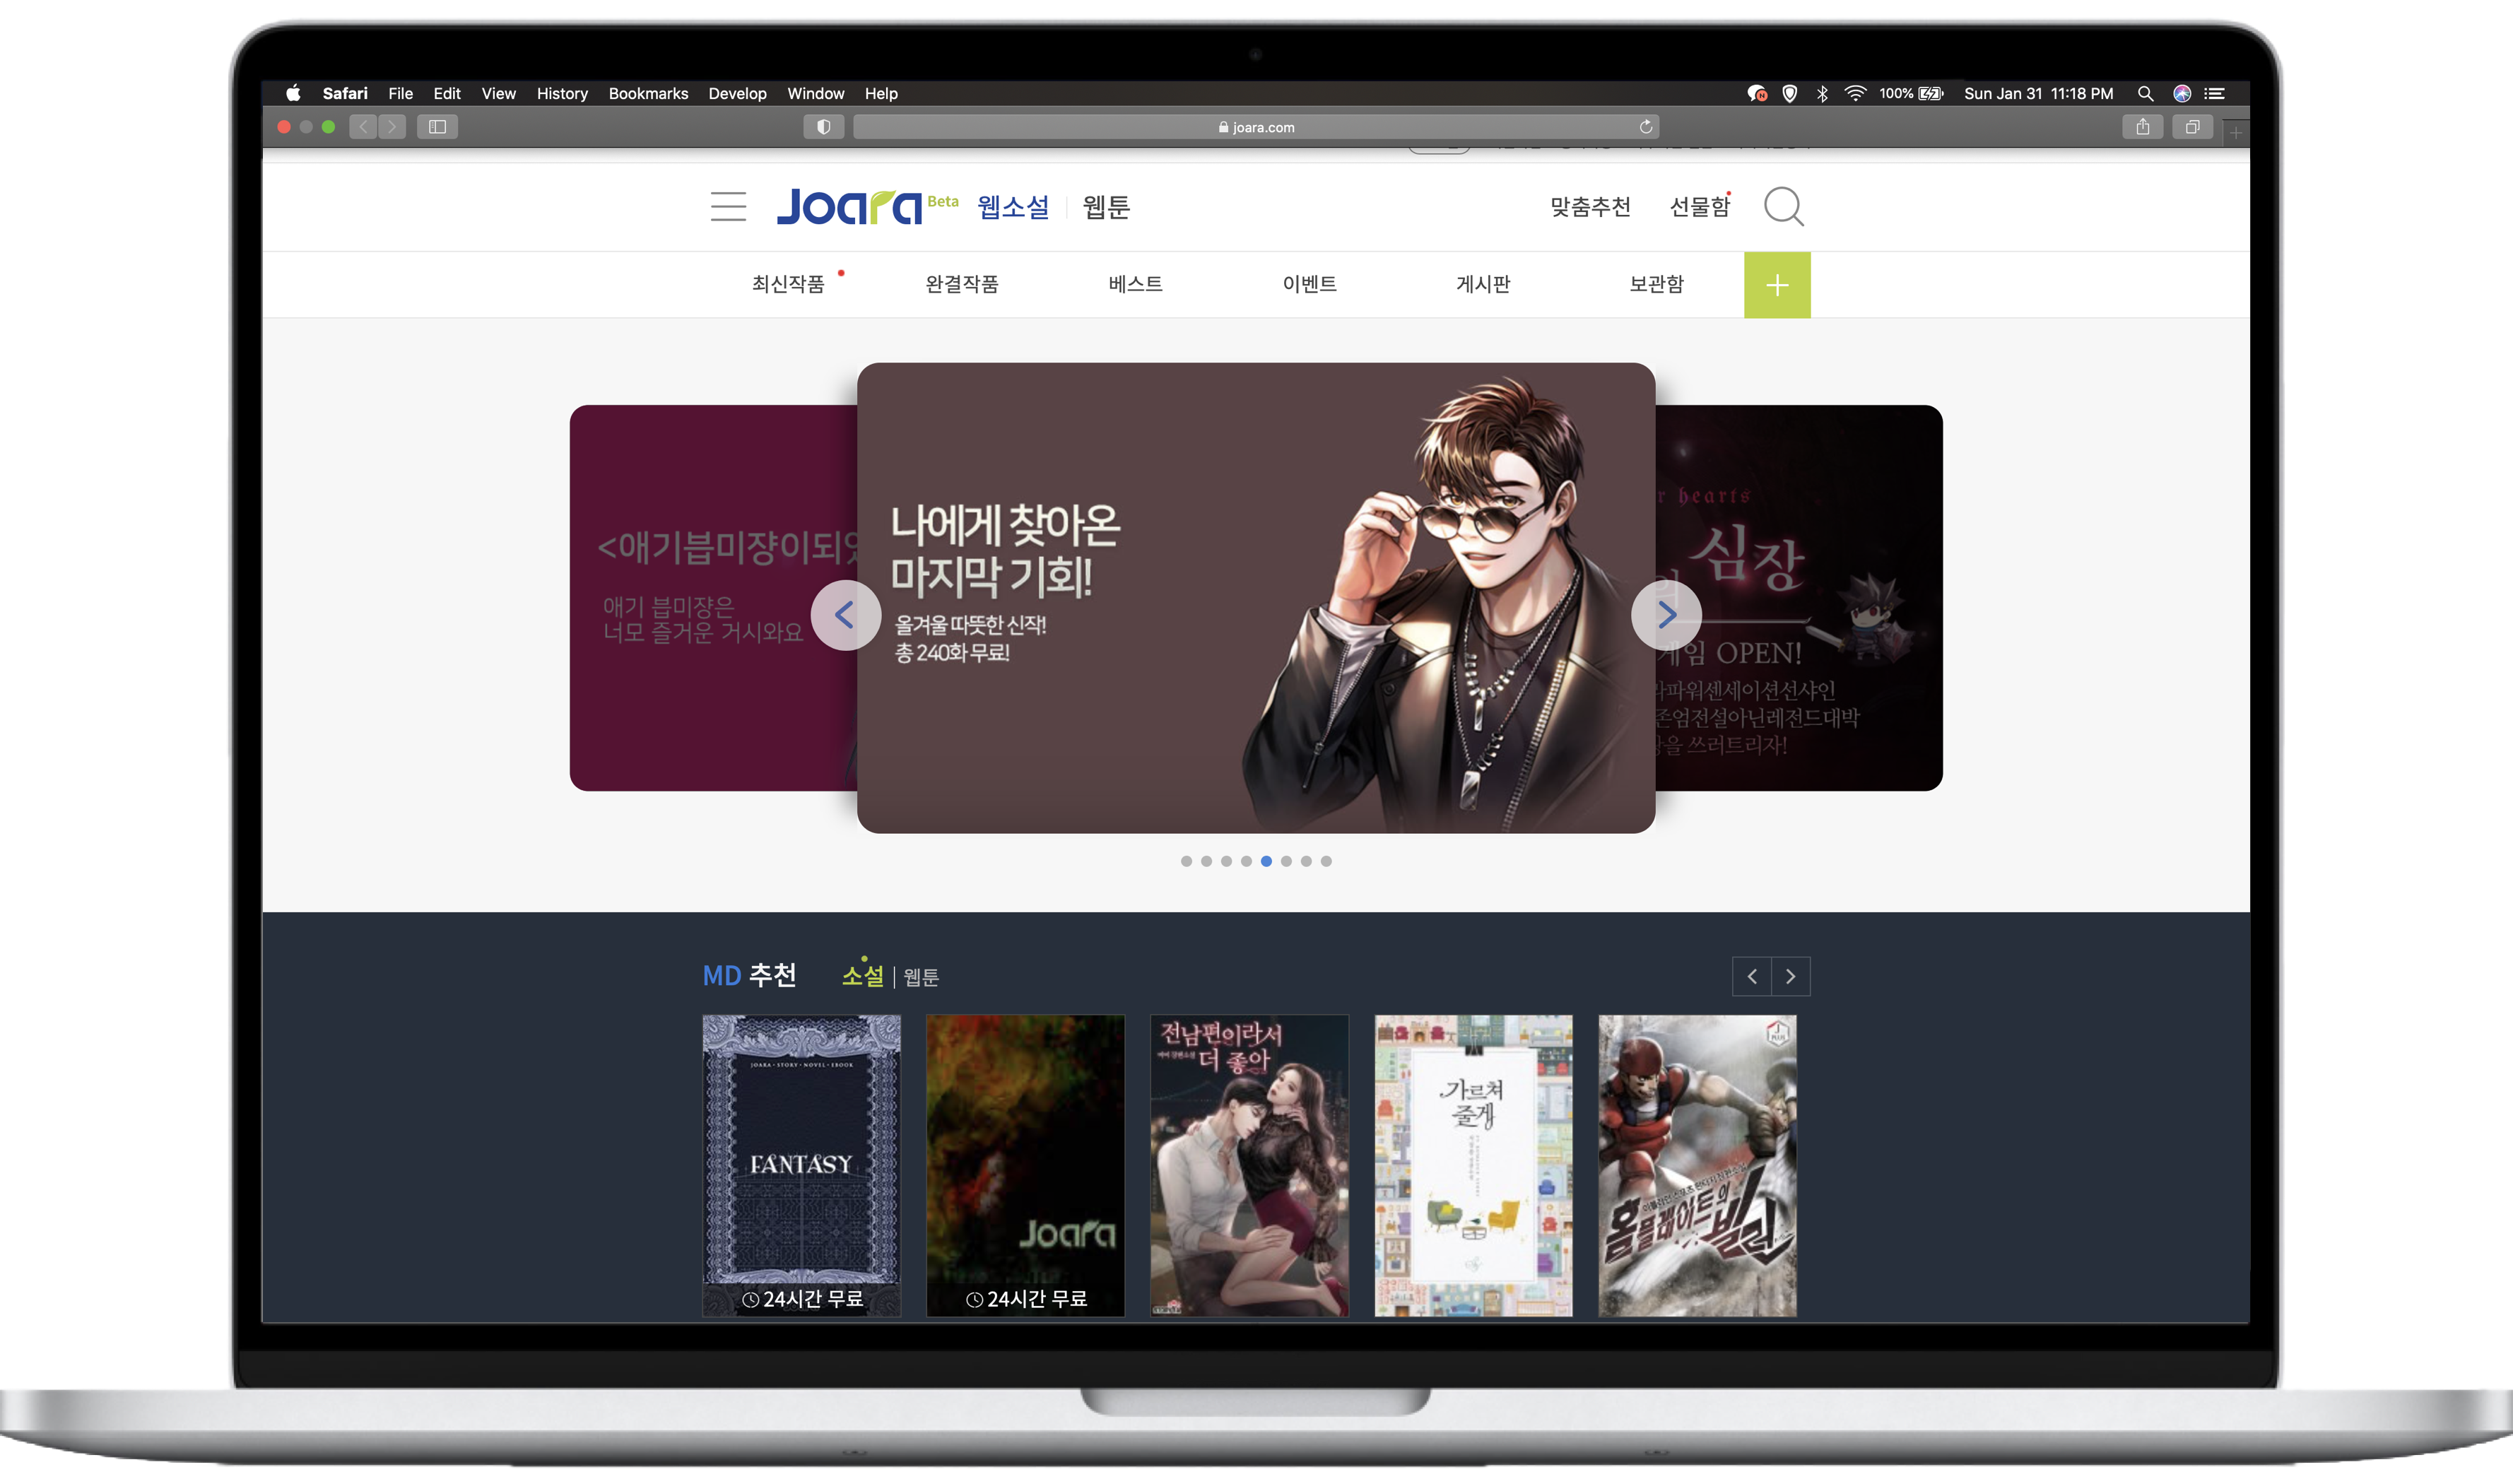 Safari File Edit View History Bookmarks Develop Window Help 100% Sun Jan 31 11:18 PM
joara.com
Joara Beta 웹소설 웹툰 맞춤추천 선물함
최신작품 완결작품 베스트 이벤트 게시판 보관함 +
<애기븝미쟝이되
애기 븝미쟝은
너모 즐거운 거시와요
나에게 찾아온
마지막 기회!
올겨울 따뜻한 신작!
총 240화 무료!
r hearts
의 심장
게임 OPEN!
파워센세이션선샤인
존엄전설아닌레전드대박
을 쓰러트리자!
MD 추천 소설 | 웹툰
JOARA · STORY · NOVEL · EBOOK
FANTASY
24시간 무료
Joara
24시간 무료
전남편이라서
더 좋아
가르쳐
줄게
홈플레이트의
빌런